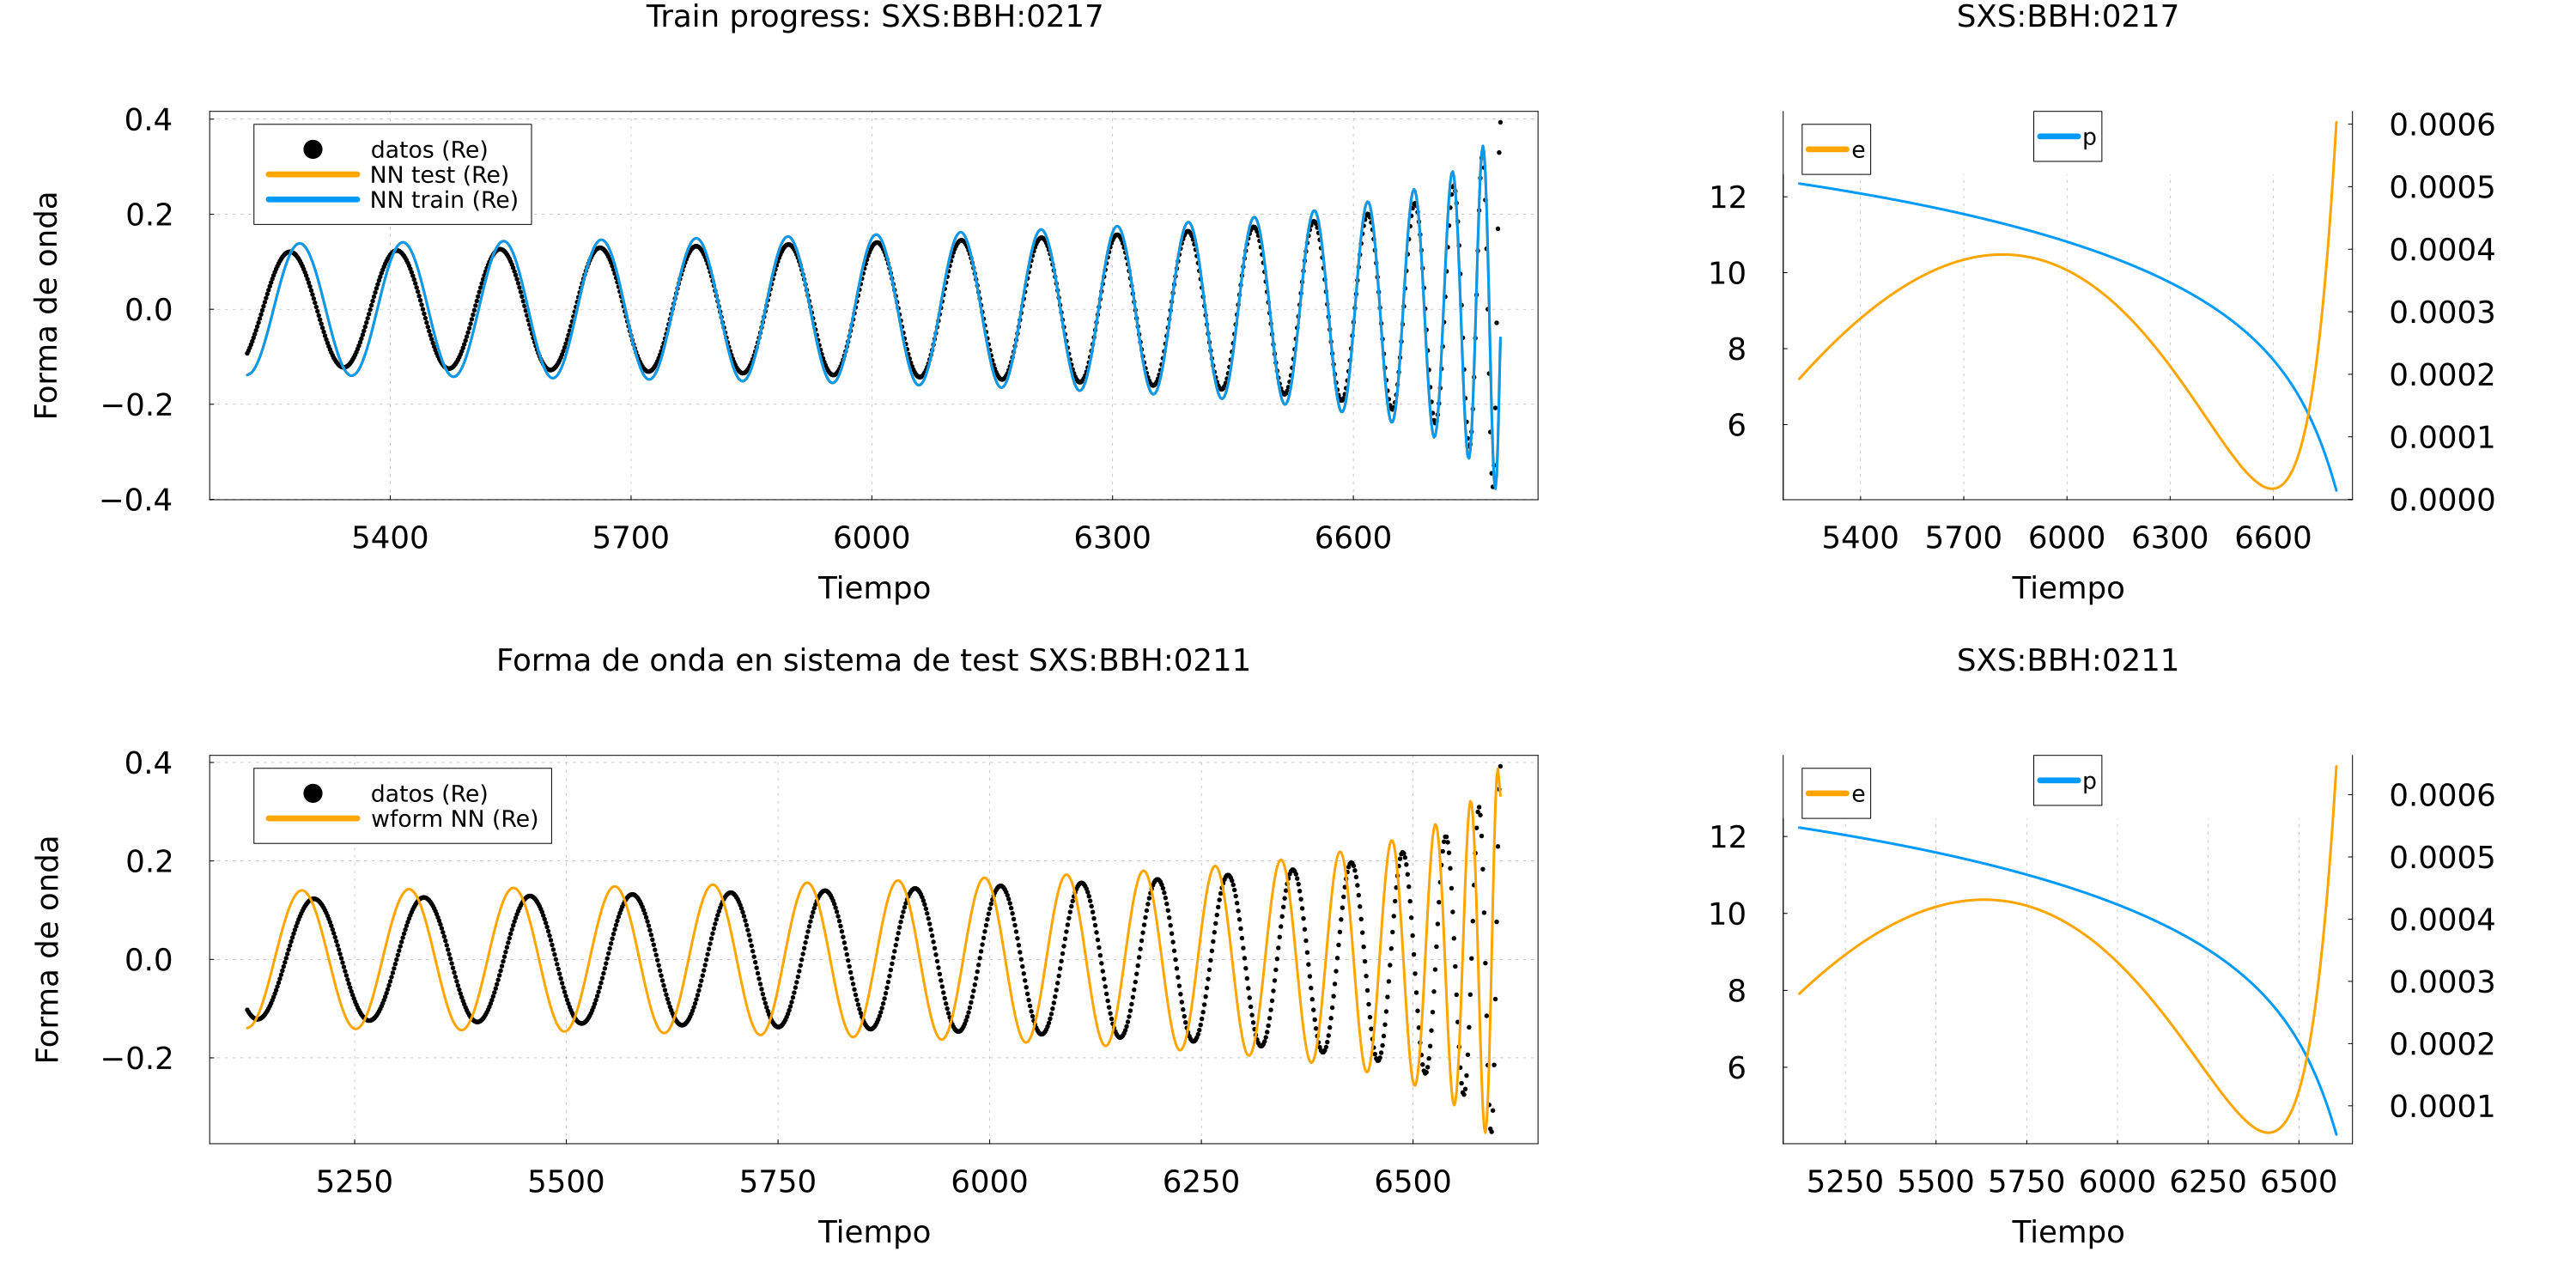 Train progress: SXS:BBH:0217
SXS:BBH:0217
Forma de onda
0.4
0.2
0.0
−0.2
−0.4
datos (Re)
NN test (Re)
NN train (Re)
5400 5700 6000 6300 6600
Tiempo
12
10
8
6
e
p
0.0006
0.0005
0.0004
0.0003
0.0002
0.0001
0.0000
5400 5700 6000 6300 6600
Tiempo
Forma de onda en sistema de test SXS:BBH:0211
SXS:BBH:0211
Forma de onda
0.4
0.2
0.0
−0.2
datos (Re)
wform NN (Re)
5250 5500 5750 6000 6250 6500
Tiempo
12
10
8
6
e
p
0.0006
0.0005
0.0004
0.0003
0.0002
0.0001
5250 5500 5750 6000 6250 6500
Tiempo